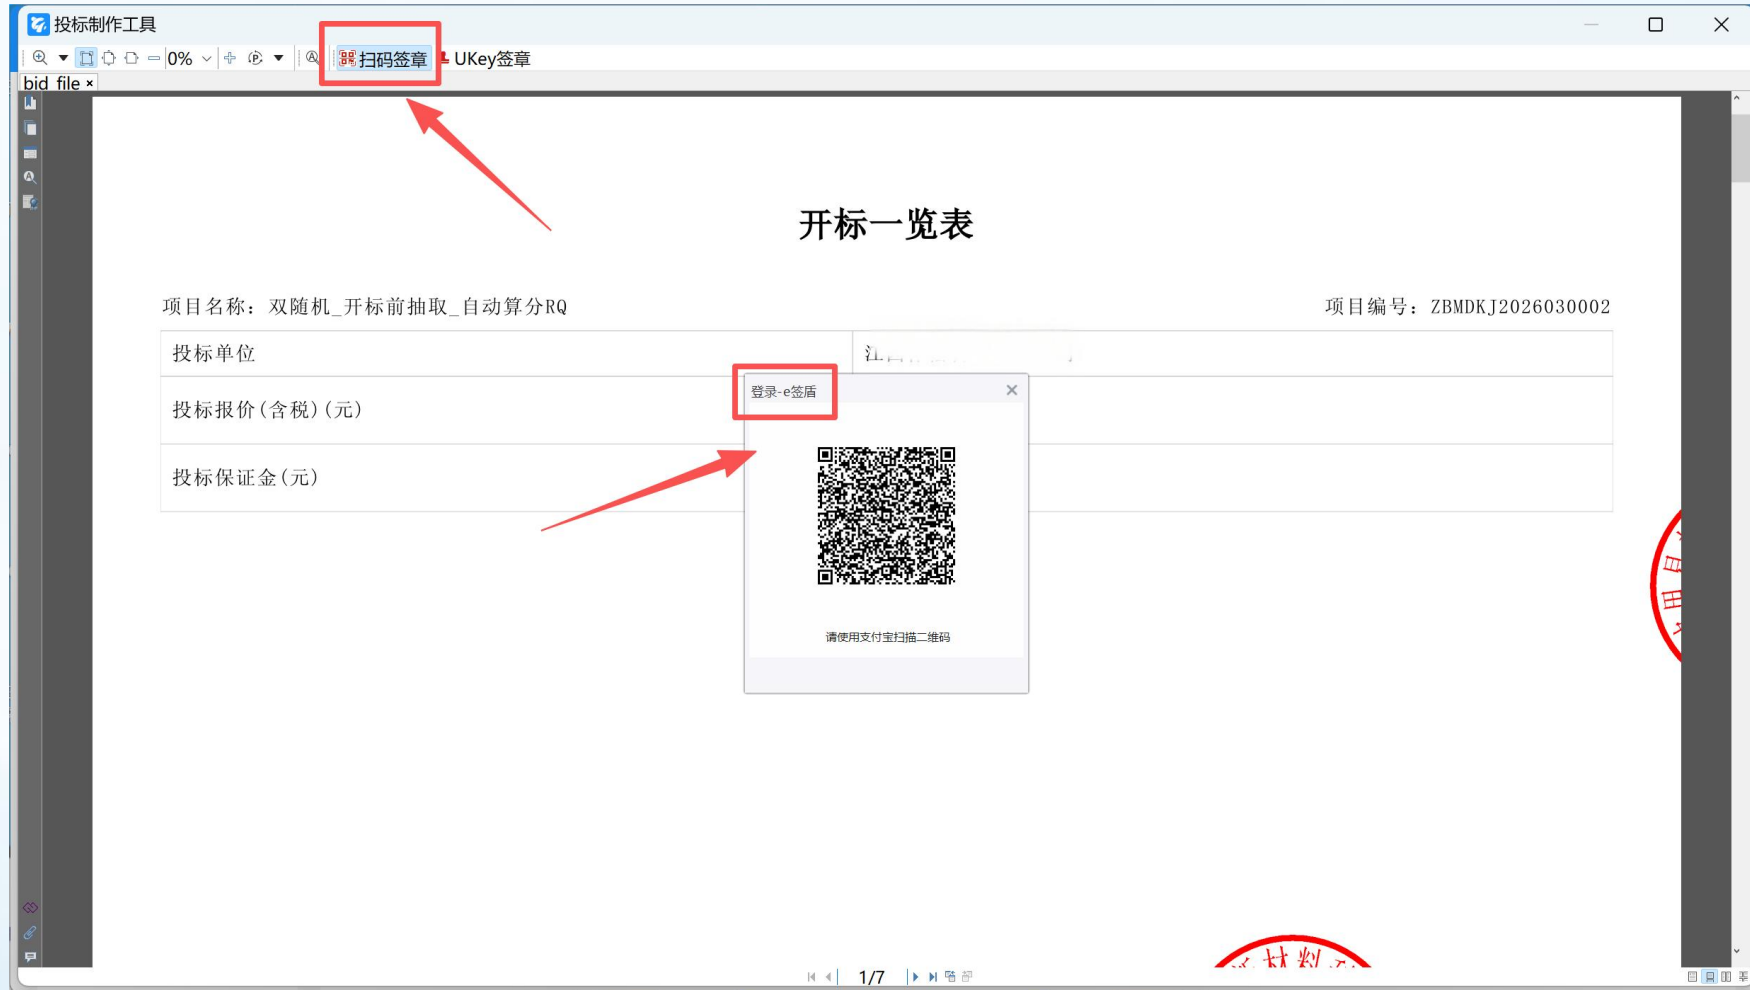 投标制作工具
0%
扫码签章
UKey签章
bid_file ×
开标一览表
项目名称：双随机_开标前抽取_自动算分RQ
项目编号：ZBMDKJ2026030002
投标单位
投标报价(含税)(元)
投标保证金(元)
登录-e签盾
请使用支付宝扫描二维码
材料
1/7